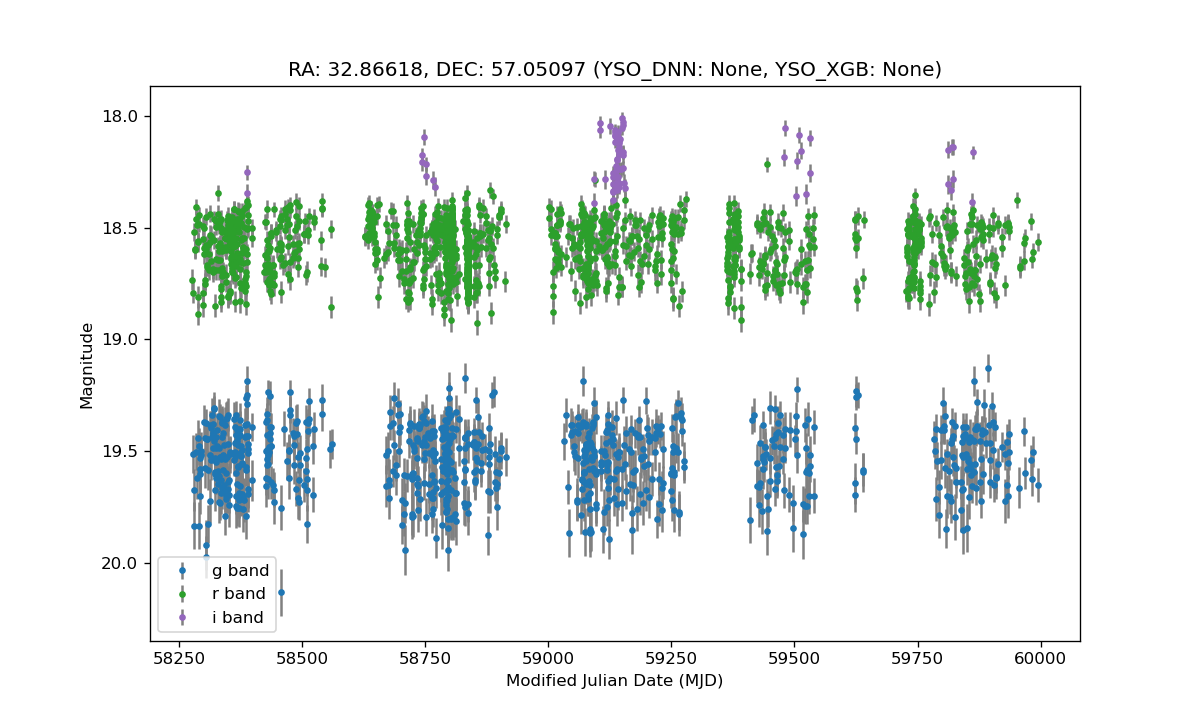 RA: 32.86618, DEC: 57.05097 (YSO_DNN: None, YSO_XGB: None)
18.0
18.5
19.0
19.5
20.0
Magnitude
g band
r band
i band
58250 58500 58750 59000 59250 59500 59750 60000
Modified Julian Date (MJD)